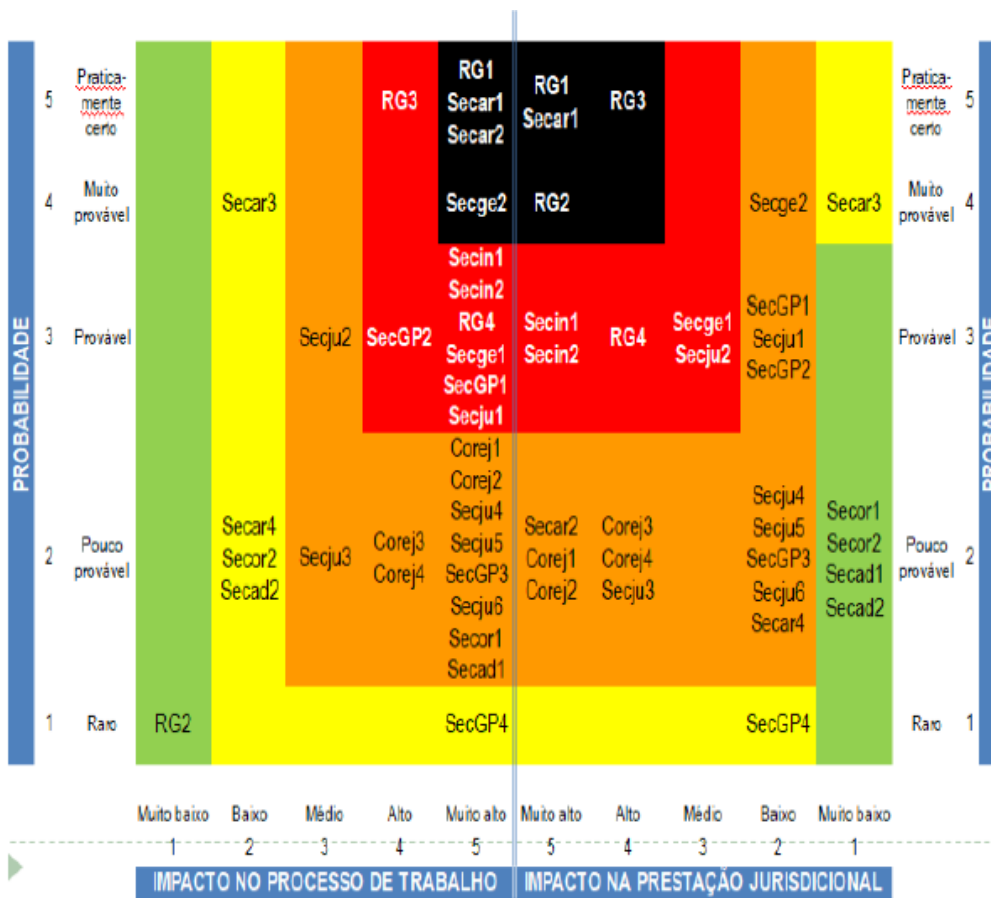 PROBABILIDADE
5
Pratica-
mente
certo
RG3
RG1
Secar1
Secar2
RG1
Secar1
RG3
Pratica-
mente
certo
5
4
Muito
provável
Secar3
Secge2
RG2
Secge2
Secar3
Muito
provável
4
3
Provável
Secju2
SecGP2
Secin1
Secin2
RG4
Secge1
SecGP1
Secju1
Secin1
Secin2
RG4
Secge1
Secju2
SecGP1
Secju1
SecGP2
Provável
3
2
Pouco
provável
Secar4
Secor2
Secad2
Secju3
Corej3
Corej4
Corej1
Corej2
Secju4
Secju5
SecGP3
Secju6
Secor1
Secad1
Secar2
Corej1
Corej2
Corej3
Corej4
Secju3
Secju4
Secju5
SecGP3
Secju6
Secar4
Secor1
Secor2
Secad1
Secad2
Pouco
provável
2
1
Raro
RG2
SecGP4
SecGP4
Raro
1
PROBABILIDADE
Muito baixo Baixo Médio Alto Muito alto Muito alto Alto Médio Baixo Muito baixo
1 2 3 4 5 5 4 3 2 1
IMPACTO NO PROCESSO DE TRABALHO IMPACTO NA PRESTAÇÃO JURISDICIONAL